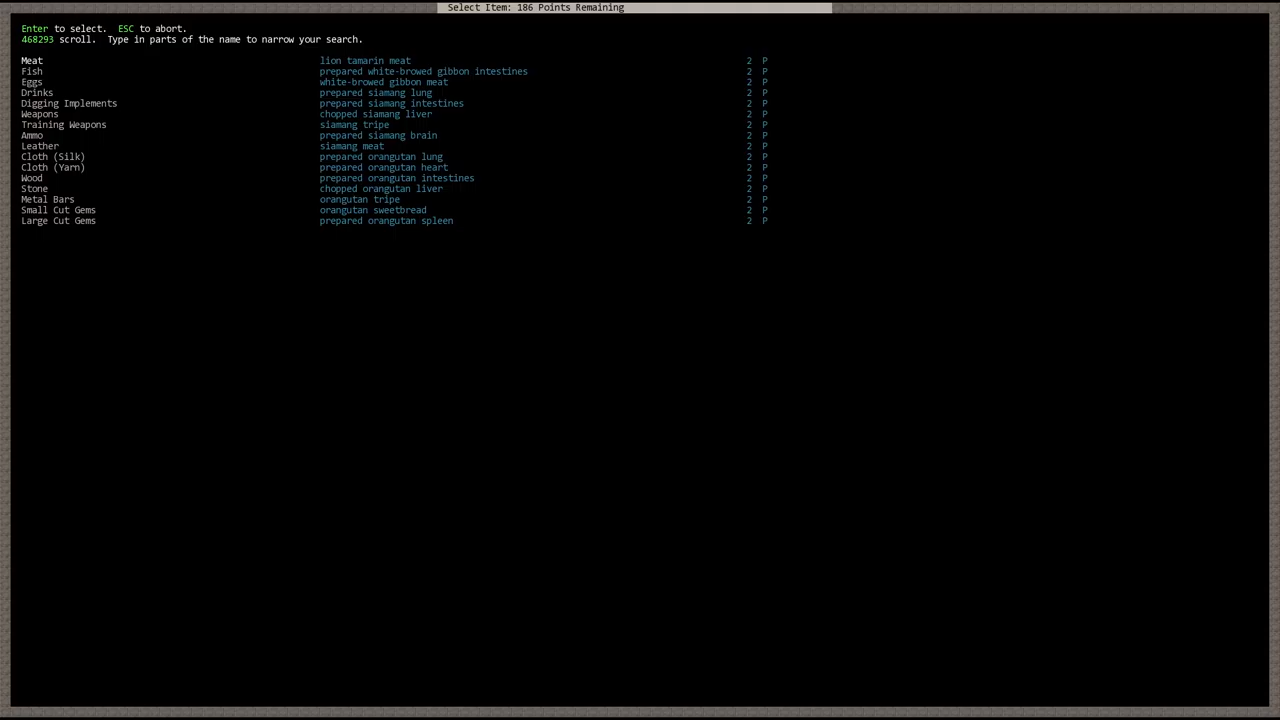 Select Item: 186 Points Remaining
Enter to select.  ESC to abort.
468293 scroll.  Type in parts of the name to narrow your search.
Meat lion tamarin meat 2 P
Fish prepared white-browed gibbon intestines 2 P
Eggs white-browed gibbon meat 2 P
Drinks prepared siamang lung 2 P
Digging Implements prepared siamang intestines 2 P
Weapons chopped siamang liver 2 P
Training Weapons siamang tripe 2 P
Ammo prepared siamang brain 2 P
Leather siamang meat 2 P
Cloth (Silk) prepared orangutan lung 2 P
Cloth (Yarn) prepared orangutan heart 2 P
Wood prepared orangutan intestines 2 P
Stone chopped orangutan liver 2 P
Metal Bars orangutan tripe 2 P
Small Cut Gems orangutan sweetbread 2 P
Large Cut Gems prepared orangutan spleen 2 P